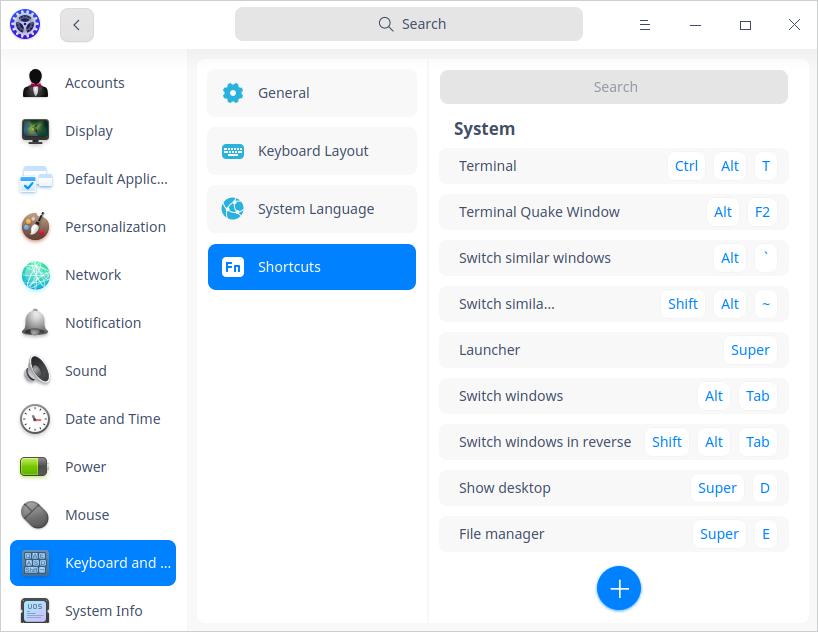 Search
Accounts
Display
Default Applic...
Personalization
Network
Notification
Sound
Date and Time
Power
Mouse
Keyboard and ...
UOS
System Info
General
Keyboard Layout
System Language
Fn Shortcuts
Search
System
Terminal Ctrl Alt T
Terminal Quake Window Alt F2
Switch similar windows Alt `
Switch simila... Shift Alt ~
Launcher Super
Switch windows Alt Tab
Switch windows in reverse Shift Alt Tab
Show desktop Super D
File manager Super E